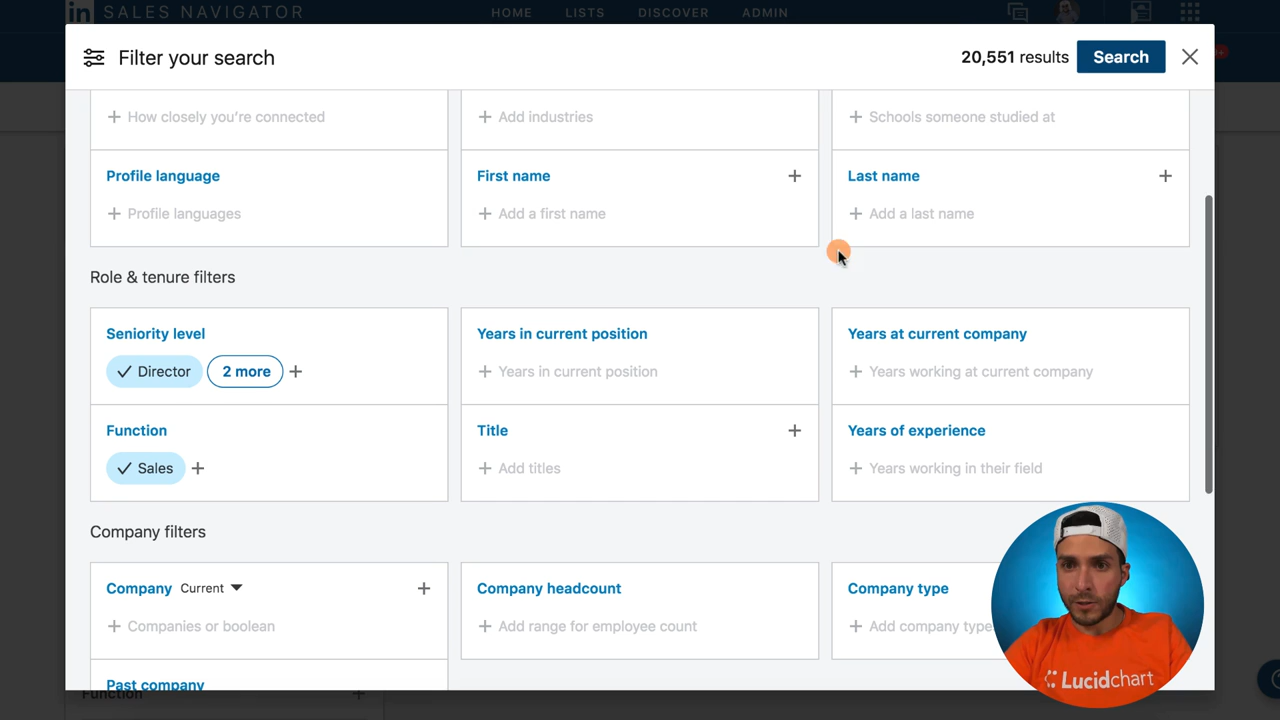 in SALES NAVIGATOR
HOME LISTS DISCOVER ADMIN
Filter your search
20,551 results
Search
+ How closely you're connected
+ Add industries
+ Schools someone studied at
Profile language
First name +
Last name +
+ Profile languages
+ Add a first name
+ Add a last name
Role & tenure filters
Seniority level
Years in current position
Years at current company
Director 2 more +
+ Years in current position
+ Years working at current company
Function
Title +
Years of experience
Sales +
+ Add titles
+ Years working in their field
Company filters
Company Current +
Company headcount
Company type
+ Companies or boolean
+ Add range for employee count
+ Add company type
Past company
Function +
Lucidchart